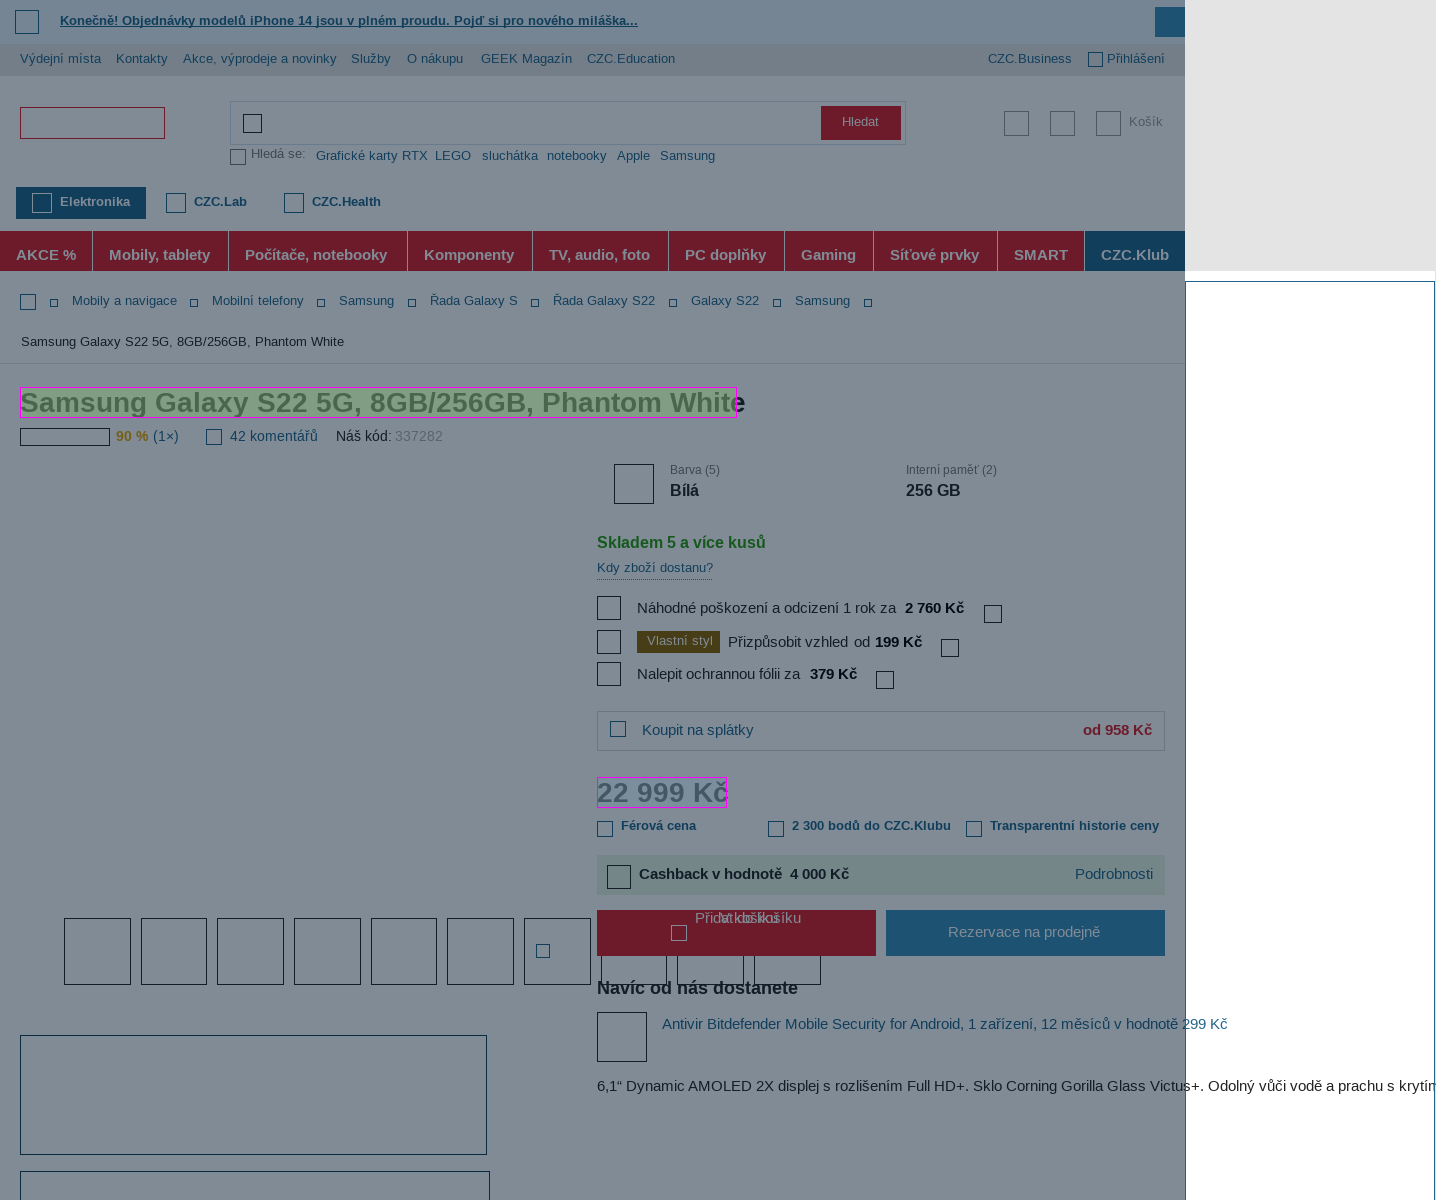 Konečně! Objednávky modelů iPhone 14 jsou v plném proudu. Pojď si pro nového miláška...
Výdejní místa Kontakty Akce, výprodeje a novinky Služby O nákupu GEEK Magazín CZC.Education CZC.Business Přihlášení
Hledat Košík
Hledá se: Grafické karty RTX LEGO sluchátka notebooky Apple Samsung
Elektronika CZC.Lab CZC.Health
AKCE % Mobily, tablety Počítače, notebooky Komponenty TV, audio, foto PC doplňky Gaming Síťové prvky SMART CZC.Klub
Mobily a navigace Mobilní telefony Samsung Řada Galaxy S Řada Galaxy S22 Galaxy S22 Samsung
Samsung Galaxy S22 5G, 8GB/256GB, Phantom White
Samsung Galaxy S22 5G, 8GB/256GB, Phantom White
90 % (1×) 42 komentářů Náš kód: 337282
Barva (5) Interní paměť (2)
Bílá 256 GB
Skladem 5 a více kusů
Kdy zboží dostanu?
Náhodné poškození a odcizení 1 rok za 2 760 Kč
Vlastní styl Přizpůsobit vzhled od 199 Kč
Nalepit ochrannou fólii za 379 Kč
Koupit na splátky od 958 Kč
22 999 Kč
Férová cena 2 300 bodů do CZC.Klubu Transparentní historie ceny
Cashback v hodnotě 4 000 Kč Podrobnosti
Přidat do košíku V košíku
Rezervace na prodejně
Navíc od nás dostanete
Antivir Bitdefender Mobile Security for Android, 1 zařízení, 12 měsíců v hodnotě 299 Kč
6,1“ Dynamic AMOLED 2X displej s rozlišením Full HD+. Sklo Corning Gorilla Glass Victus+. Odolný vůči vodě a prachu s